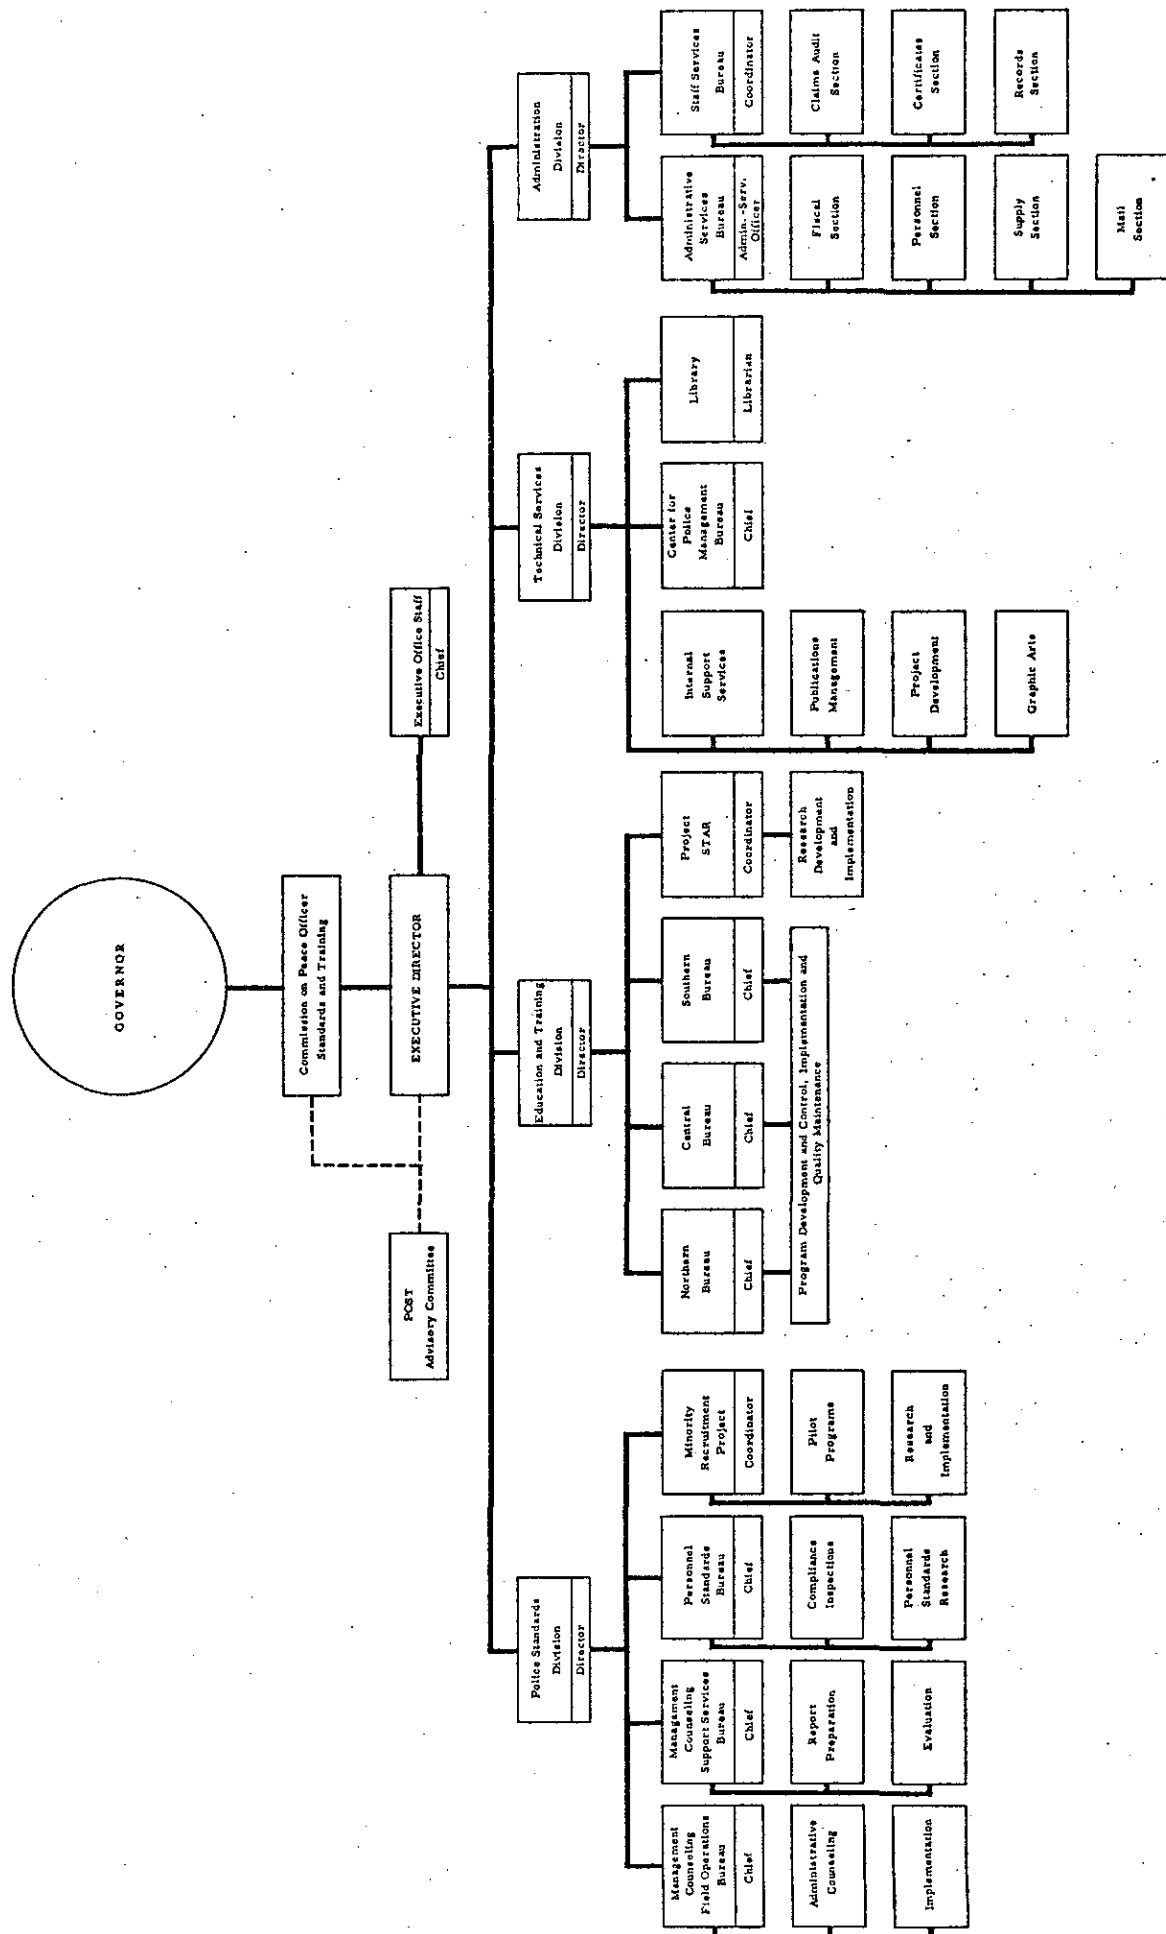 GOVERNOR
Commission on Peace Officer
Standards and Training
EXECUTIVE DIRECTOR
POST
Advisory Committee
Executive Office Staff
Chief
Police Standards
Division
Director
Education and Training
Division
Director
Technical Services
Division
Director
Administration
Division
Director
Management
Counseling
Field Operations
Bureau
Chief
Administrative
Counseling
Implementation
Management
Counseling
Support Services
Bureau
Chief
Report
Preparation
Evaluation
Personnel
Standards
Bureau
Chief
Compliance
Inspections
Personnel
Standards
Research
Minority
Recruitment
Project
Coordinator
Pilot
Programs
Research
and
Implementation
Northern
Bureau
Chief
Central
Bureau
Chief
Southern
Bureau
Chief
Program Development and Control, Implementation and
Quality Maintenance
Project
STAR
Coordinator
Research
Development
and
Implementation
Internal
Support
Services
Publications
Management
Project
Development
Graphic Arts
Center for
Police
Management
Bureau
Chief
Library
Librarian
Administrative
Services
Bureau
Admin.-Serv.
Officer
Fiscal
Section
Personnel
Section
Supply
Section
Mail
Section
Staff Services
Bureau
Coordinator
Claims Audit
Section
Certificates
Section
Records
Section